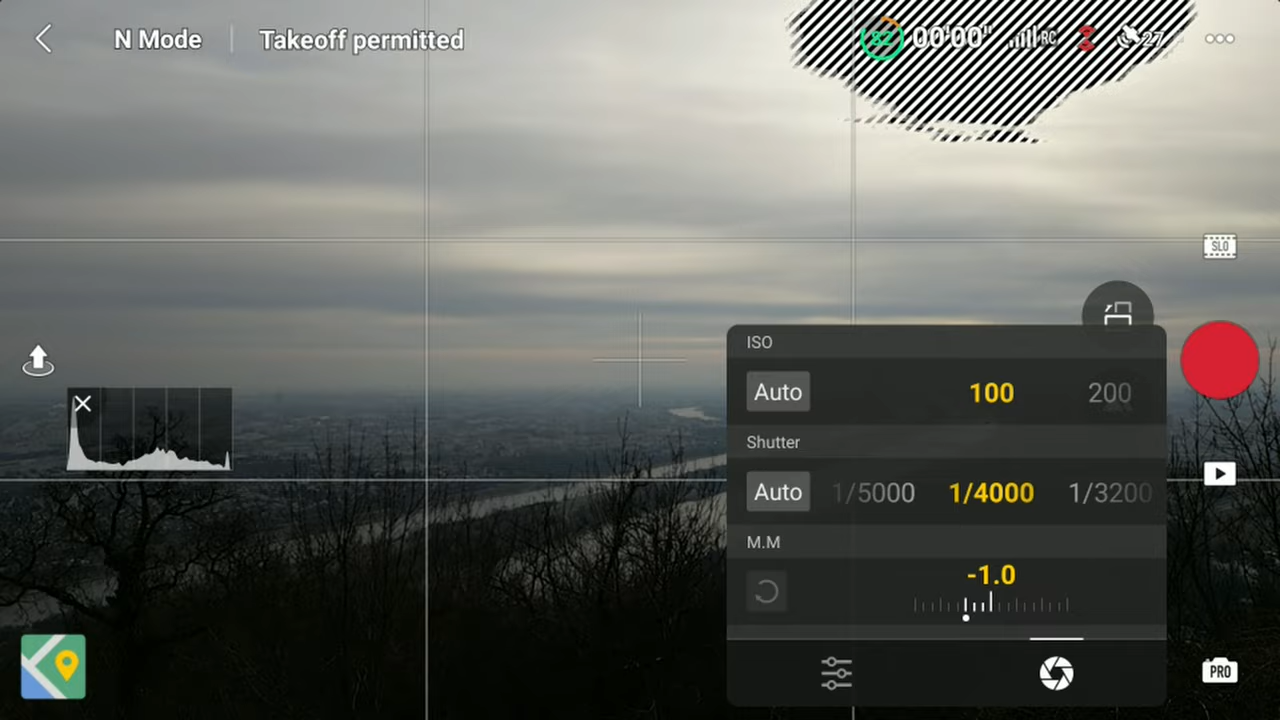 N Mode
Takeoff permitted
82
00'00"
RC
27
SLO
ISO
Auto
100
200
Shutter
Auto
1/5000
1/4000
1/3200
M.M
-1.0
PRO